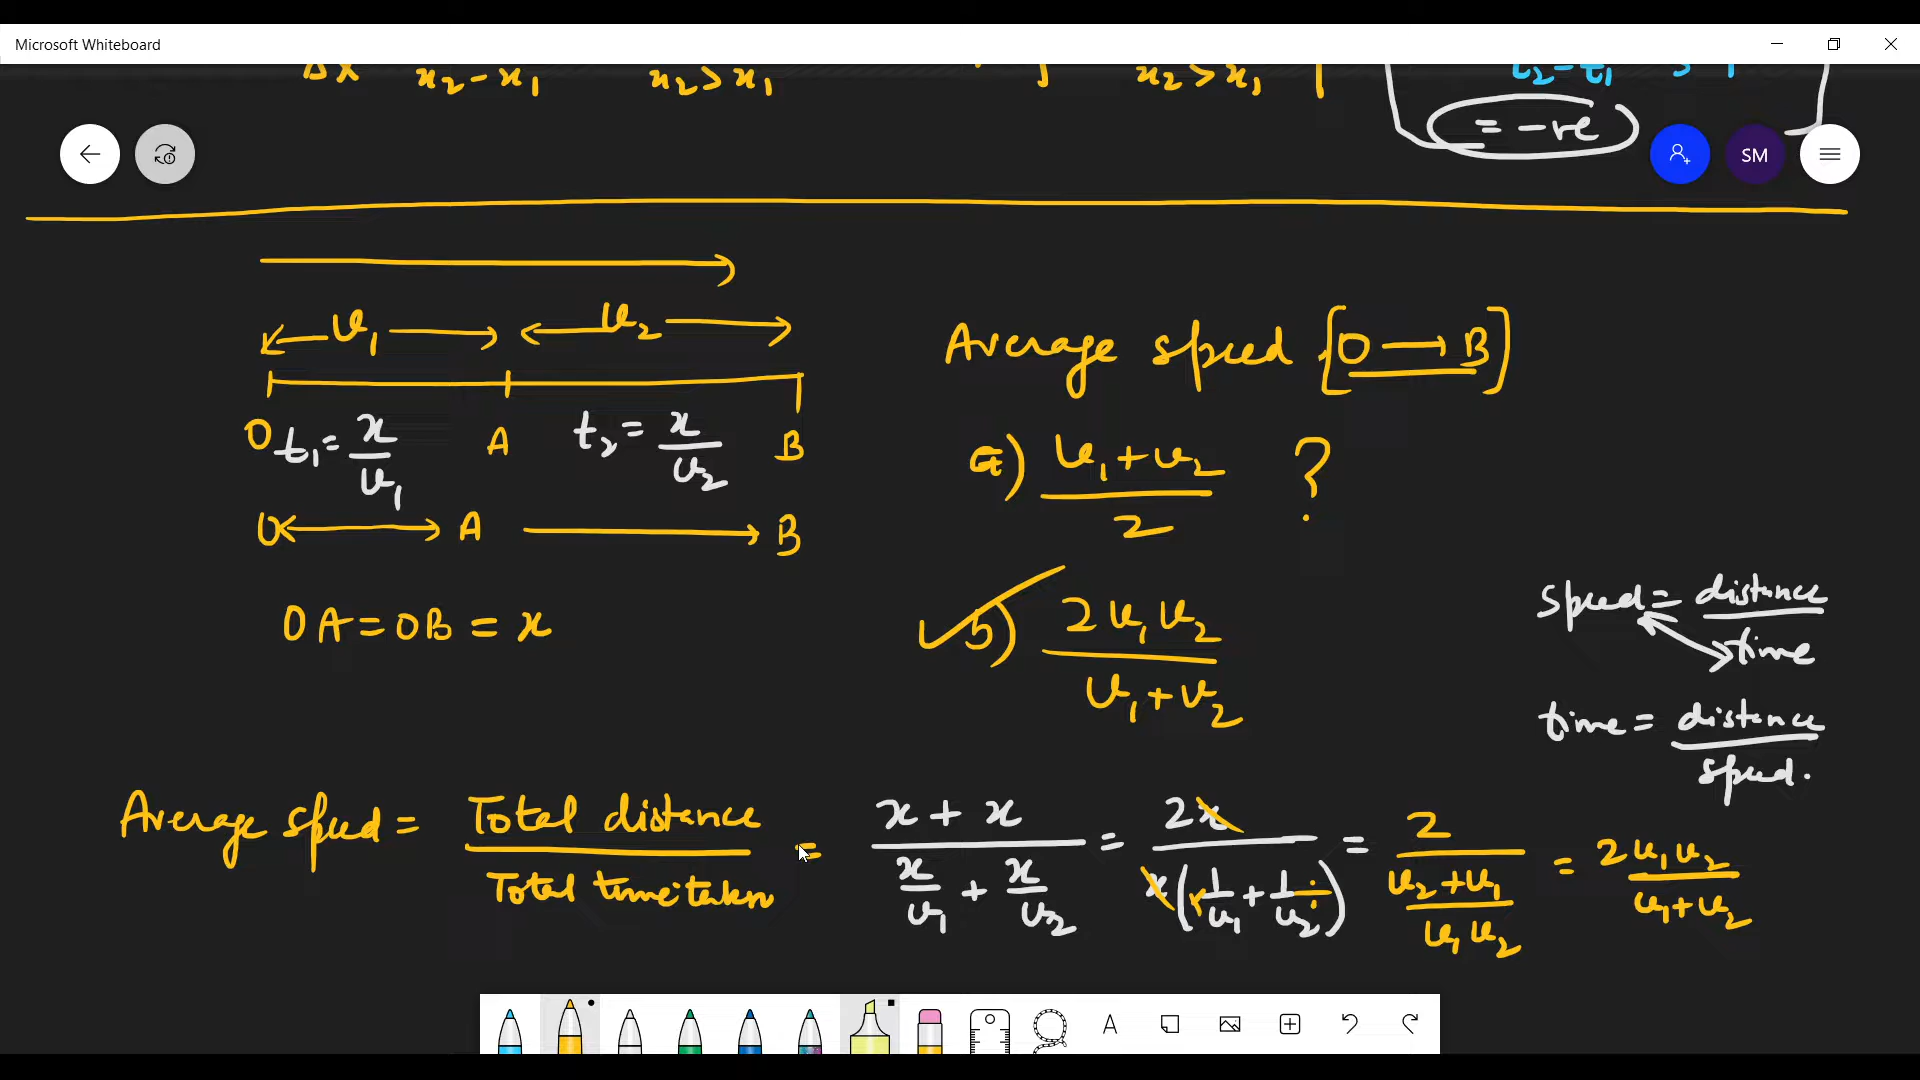 Microsoft Whiteboard
x2 - x1 x2 > x1 x2 > x1 t2 - t1
= -ve
SM
v1 v2
Average speed [O → B]
O t1 = x/v1 A t2 = x/v2 B
a) (v1 + v2)/2 ?
O A B
OA = OB = x
b) 2v1v2/(v1 + v2)
speed = distance/time
time = distance/speed.
Average speed = Total distance/Total time taken = (x + x)/(x/v1 + x/v2) = 2x/(x(1/v1 + 1/v2)) = 2/((v2 + v1)/(v1v2)) = 2v1v2/(v1 + v2)
A